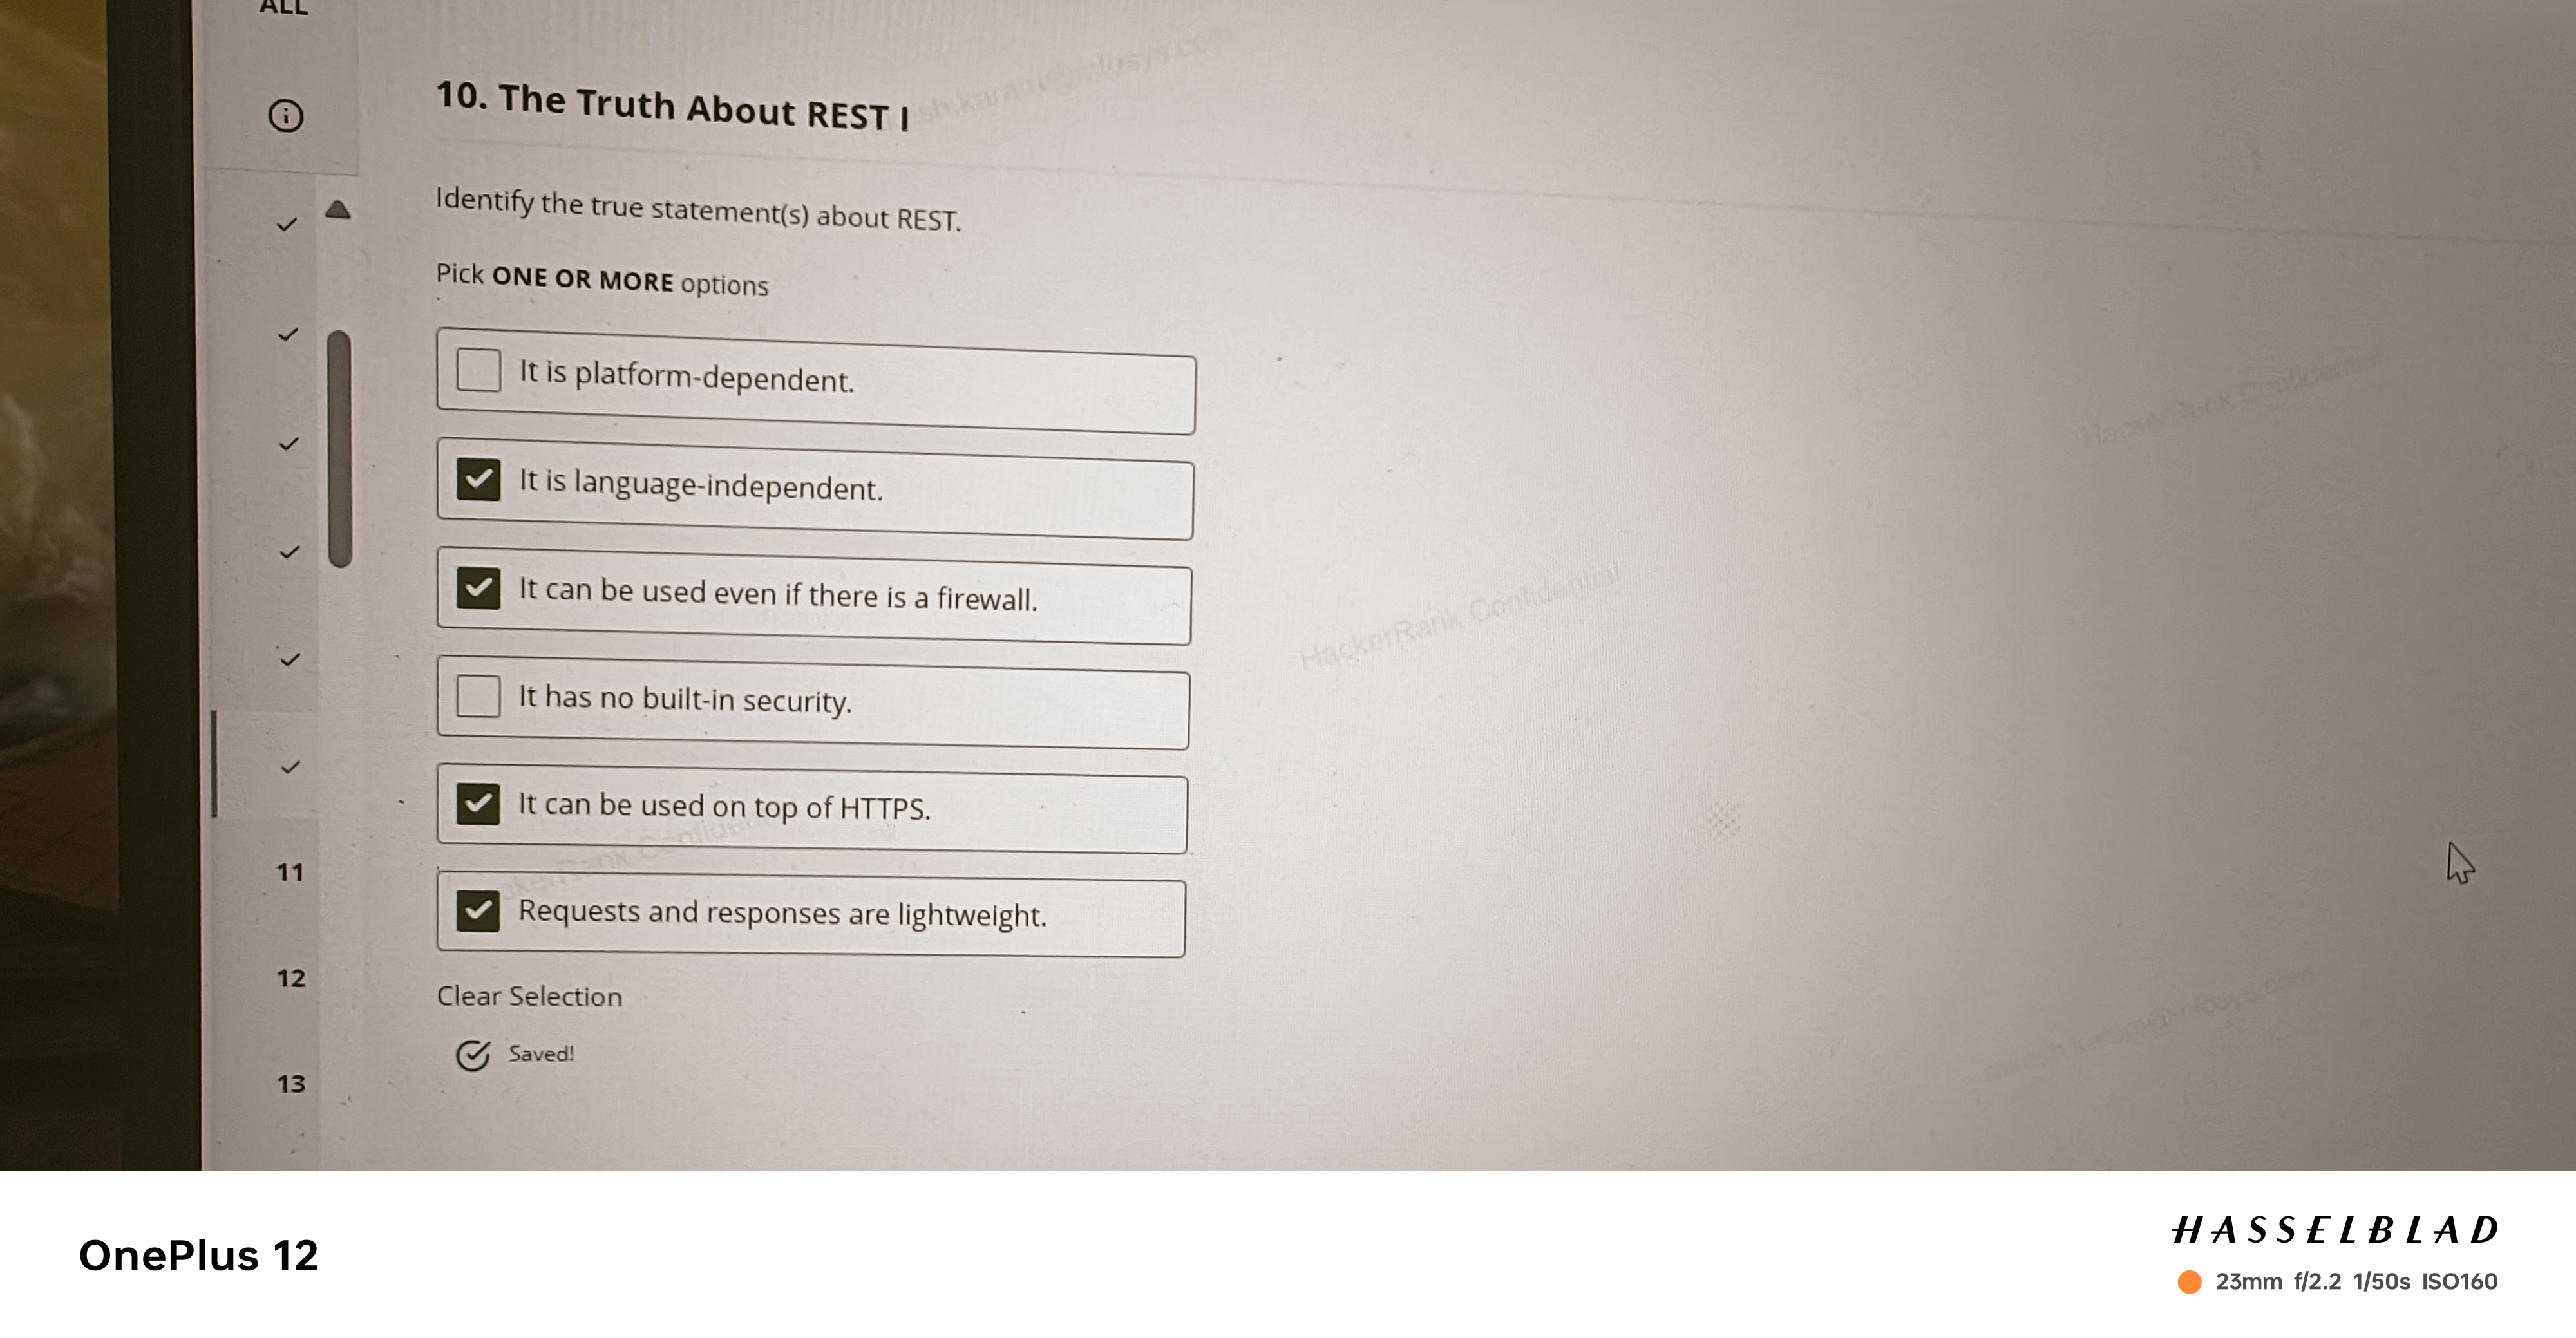 ALL
10. The Truth About REST I
Identify the true statement(s) about REST.
Pick ONE OR MORE options
It is platform-dependent.
It is language-independent.
It can be used even if there is a firewall.
It has no built-in security.
It can be used on top of HTTPS.
Requests and responses are lightweight.
Clear Selection
Saved!
11
12
13
HackerRank Confidential
HackerRank Confidential
OnePlus 12
HASSELBLAD
23mm f/2.2 1/50s ISO160